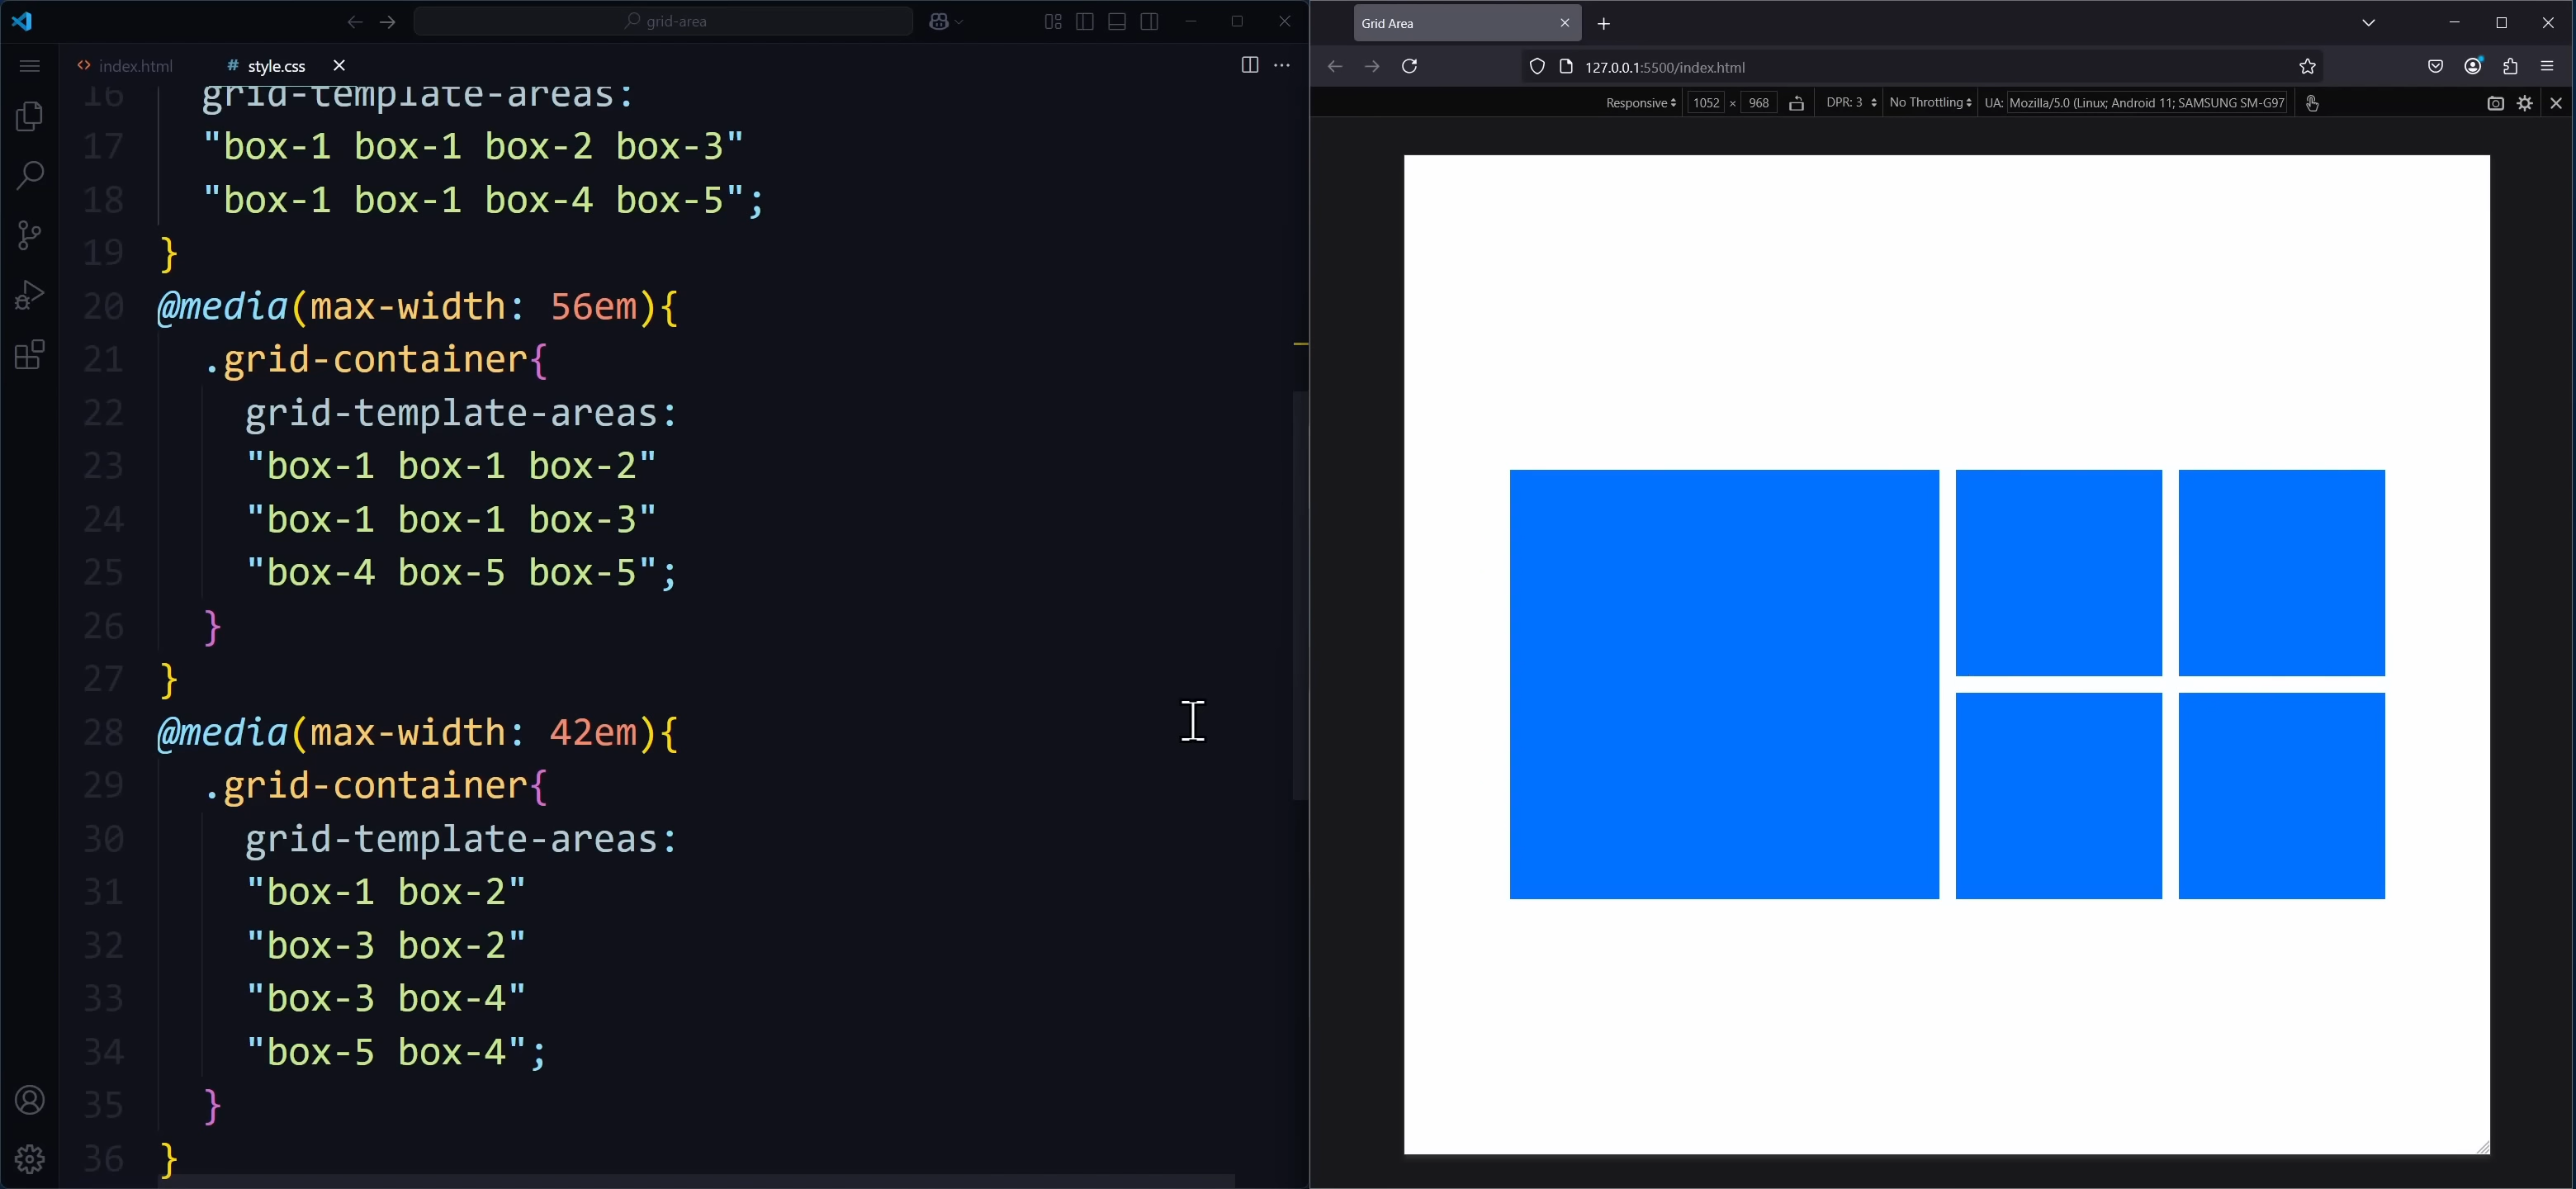 grid-area
index.html
# style.css
16 grid-template-areas:
17 "box-1 box-1 box-2 box-3"
18 "box-1 box-1 box-4 box-5";
19 }
20 @media(max-width: 56em){
21 .grid-container{
22 grid-template-areas:
23 "box-1 box-1 box-2"
24 "box-1 box-1 box-3"
25 "box-4 box-5 box-5";
26 }
27 }
28 @media(max-width: 42em){
29 .grid-container{
30 grid-template-areas:
31 "box-1 box-2"
32 "box-3 box-2"
33 "box-3 box-4"
34 "box-5 box-4";
35 }
36 }
Grid Area
127.0.0.1:5500/index.html
Responsive 1052 × 968 DPR: 3 No Throttling UA: Mozilla/5.0 (Linux; Android 11; SAMSUNG SM-G97